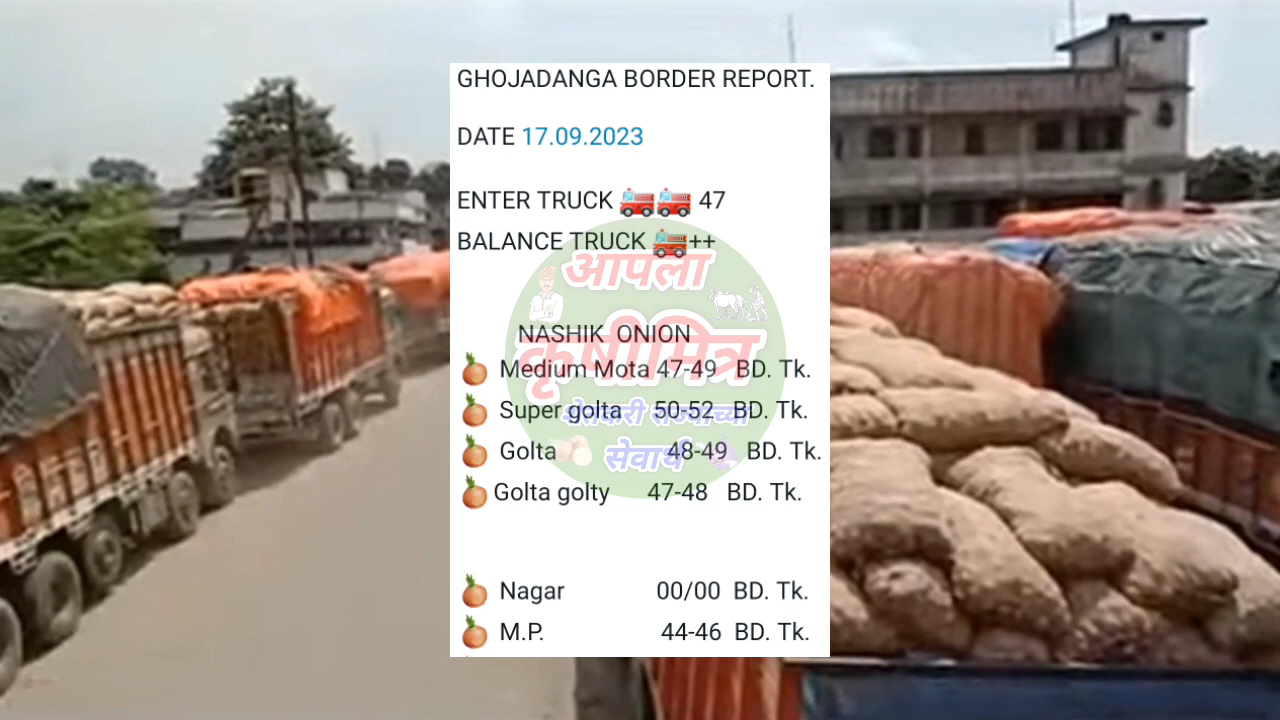 GHOJADANGA BORDER REPORT.
DATE 17.09.2023
ENTER TRUCK 🚒🚒 47
BALANCE TRUCK 🚒++
आपला
कृषीमित्र
शेतकरी राज्याच्या
सेवार्थ
NASHIK ONION
🧅 Medium Mota 47-49 BD. Tk.
🧅 Super golta 50-52 BD. Tk.
🧅 Golta 48-49 BD. Tk.
🧅 Golta golty 47-48 BD. Tk.
🧅 Nagar 00/00 BD. Tk.
🧅 M.P. 44-46 BD. Tk.